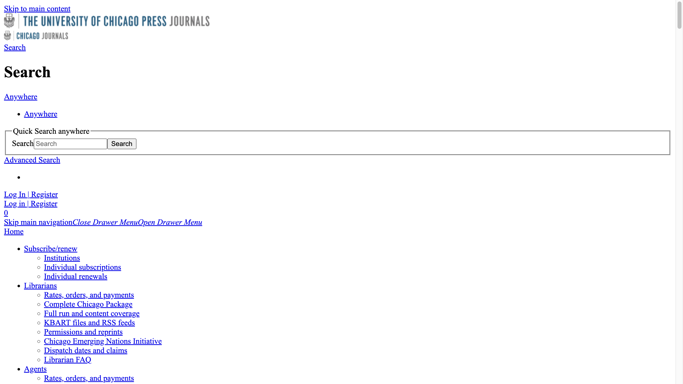 Skip to main content
THE UNIVERSITY OF CHICAGO PRESS JOURNALS
CHICAGO JOURNALS
Search
Search
Anywhere
Anywhere
Quick Search anywhere
Search Search Search
Advanced Search
Log In | Register
Log in | Register
0
Skip main navigationClose Drawer MenuOpen Drawer Menu
Home
Subscribe/renew
Institutions
Individual subscriptions
Individual renewals
Librarians
Rates, orders, and payments
Complete Chicago Package
Full run and content coverage
KBART files and RSS feeds
Permissions and reprints
Chicago Emerging Nations Initiative
Dispatch dates and claims
Librarian FAQ
Agents
Rates, orders, and payments